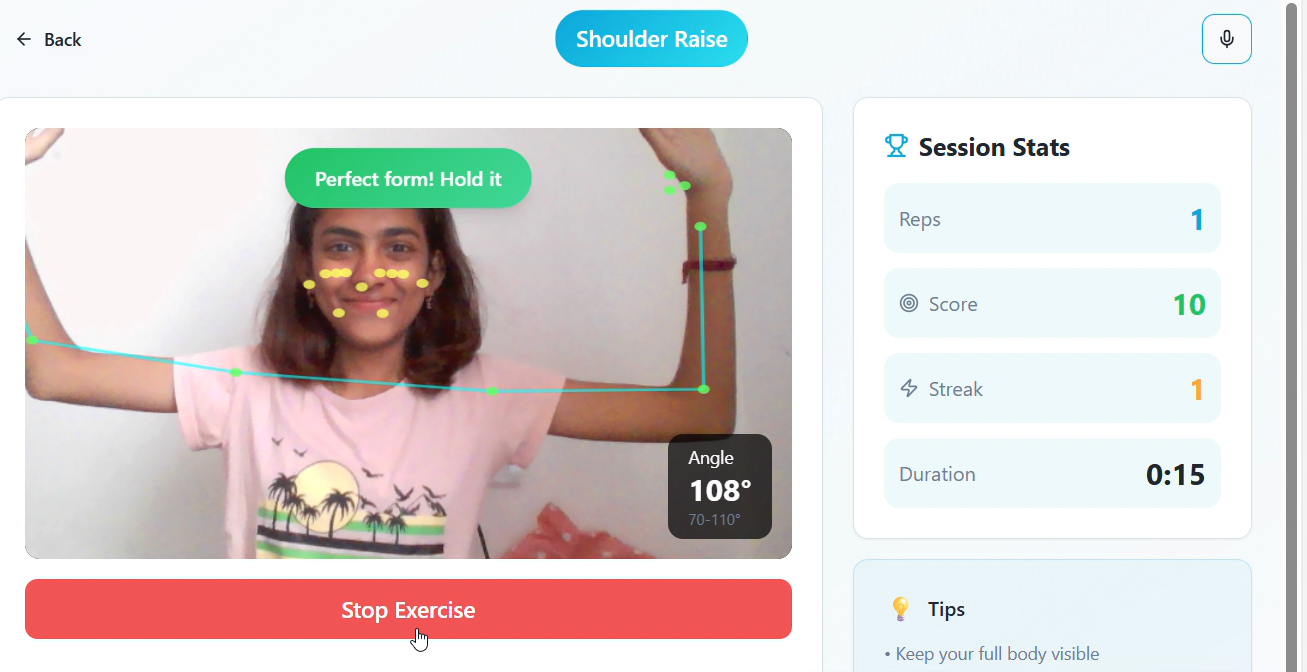 Back
Shoulder Raise
Perfect form! Hold it
Angle
108°
70-110°
Stop Exercise
Session Stats
Reps 1
Score 10
Streak 1
Duration 0:15
Tips
• Keep your full body visible